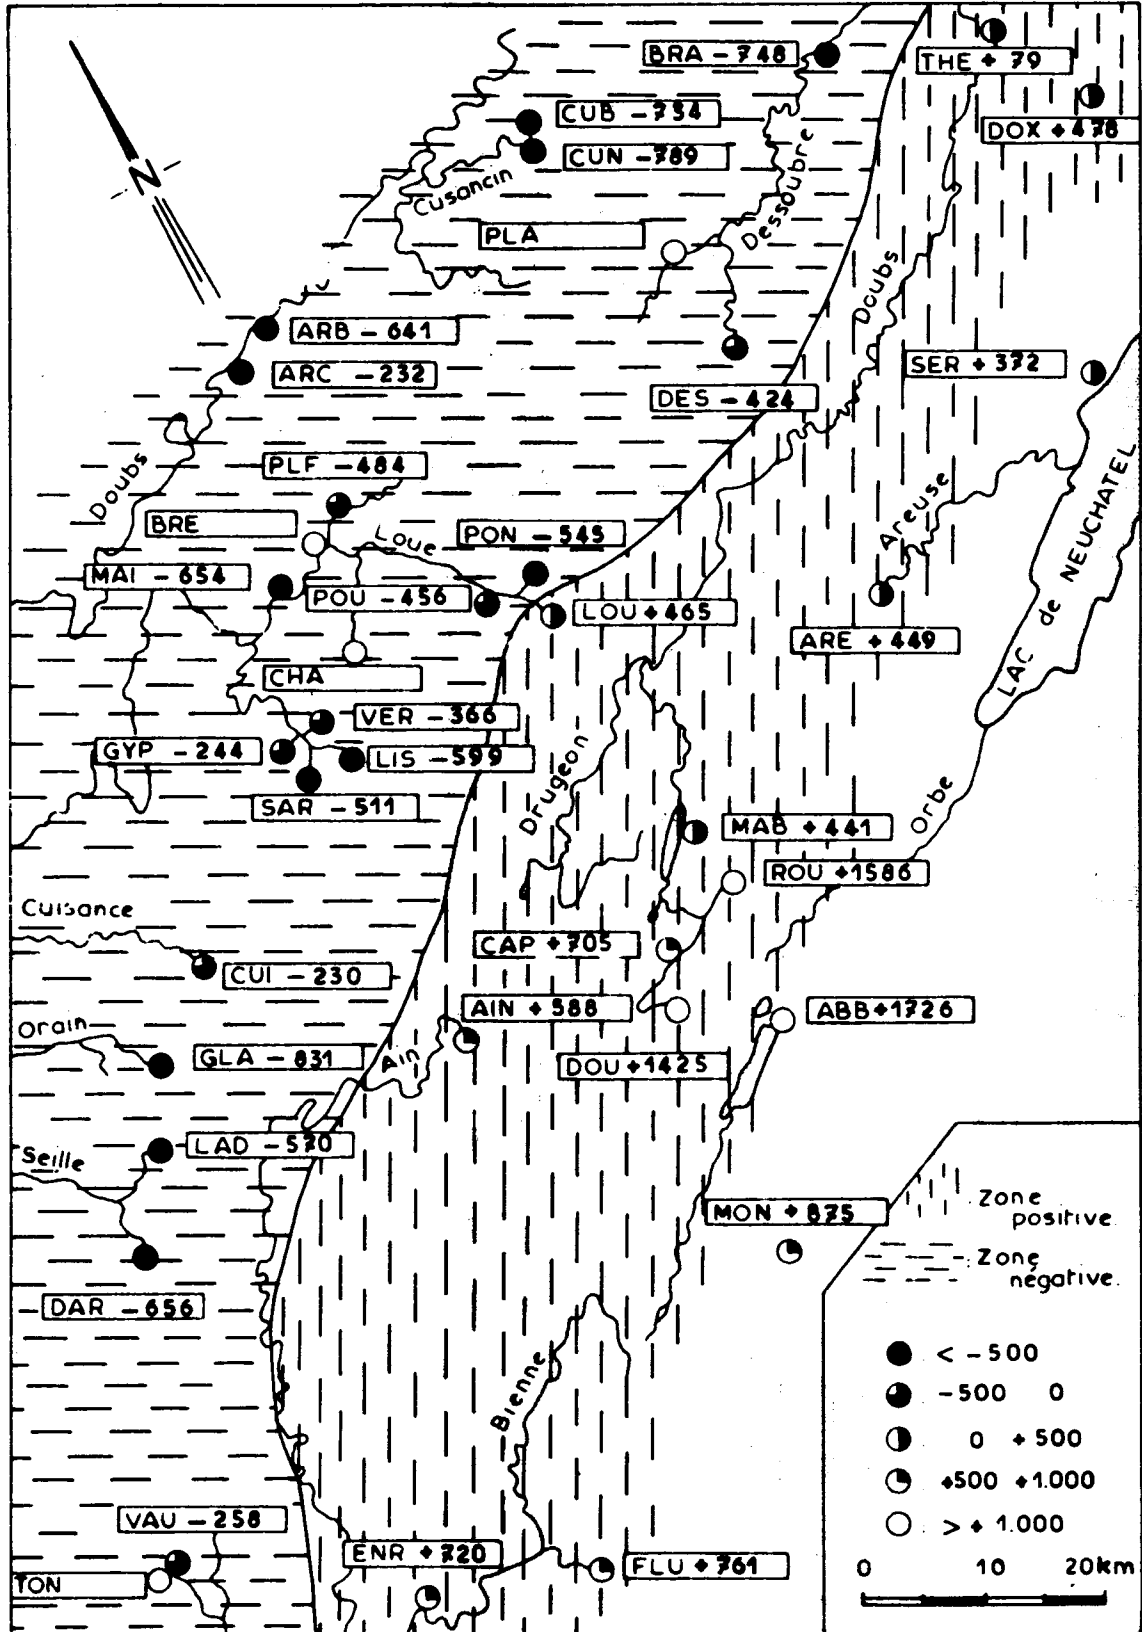 BRA - 748
THE + 79
CUB - 734
DOX + 478
CUN - 789
Cusancin
Dessoubre
PLA
N
Doubs
ARB - 641
SER + 372
ARC - 232
DES - 424
PLF - 484
Doubs
BRE
Loue
PON - 545
Areuse
LAC de NEUCHATEL
MAI - 654
POU - 456
LOU + 465
ARE + 449
CHA
VER - 366
GYP - 244
LIS - 599
SAR - 511
Drugeon
Orbe
MAB + 441
ROU +1586
Cuisance
CAP + 705
CUI - 230
AIN + 588
ABB+1726
Orain
GLA - 831
Ain
DOU +1425
LAD - 570
Seille
MON + 875
Zone
positive.
Zone
négative.
DAR - 656
Bienne
< - 500
-500 0
0 + 500
+500 +1.000
> + 1.000
VAU - 258
ENR + 720
FLU + 761
TON
0 10 20km